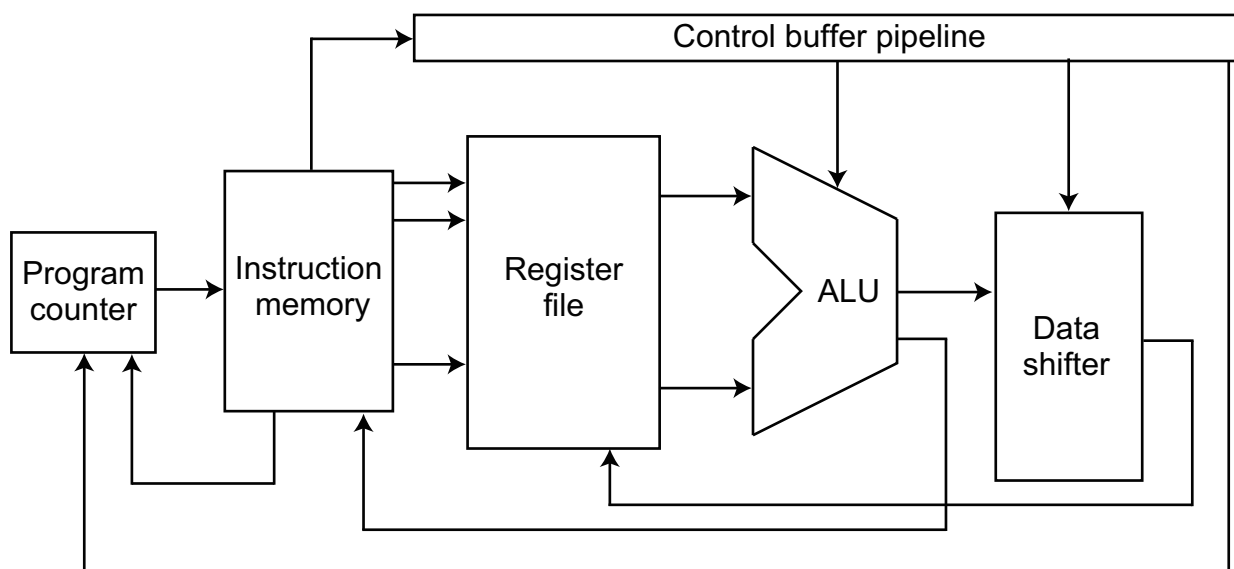 Control buffer pipeline
Program
counter
Instruction
memory
Register
file
ALU
Data
shifter